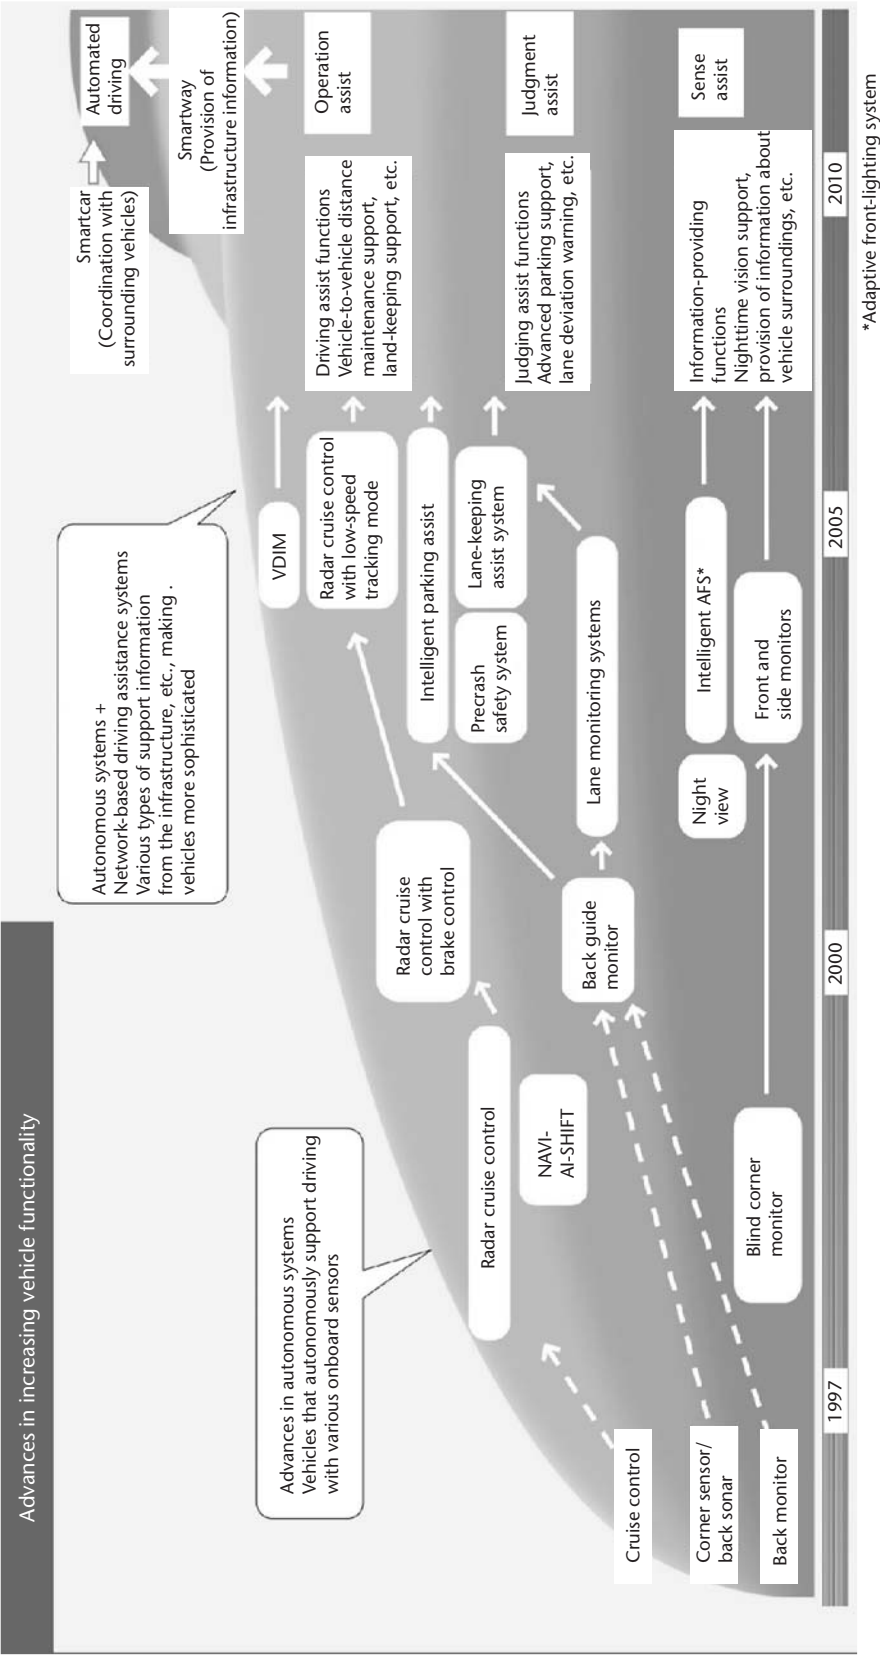 Advances in increasing vehicle functionality
Autonomous systems +
Network-based driving assistance systems
Various types of support information
from the infrastructure, etc., making .
vehicles more sophisticated
Advances in autonomous systems
Vehicles that autonomously support driving
with various onboard sensors
Smartcar
(Coordination with
surrounding vehicles)
Automated
driving
Smartway
(Provision of
infrastructure information)
Operation
assist
Judgment
assist
Sense
assist
Driving assist functions
Vehicle-to-vehicle distance
maintenance support,
land-keeping support, etc.
Judging assist functions
Advanced parking support,
lane deviation warning, etc.
Information-providing
functions
Nighttime vision support,
provision of information about
vehicle surroundings, etc.
VDIM
Radar cruise control
with low-speed
tracking mode
Intelligent parking assist
Lane-keeping
assist system
Precrash
safety system
Lane monitoring systems
Intelligent AFS*
Front and
side monitors
Night
view
Radar cruise
control with
brake control
Back guide
monitor
Radar cruise control
NAVI-
AI-SHIFT
Blind corner
monitor
Cruise control
Corner sensor/
back sonar
Back monitor
1997
2000
2005
2010
*Adaptive front-lighting system